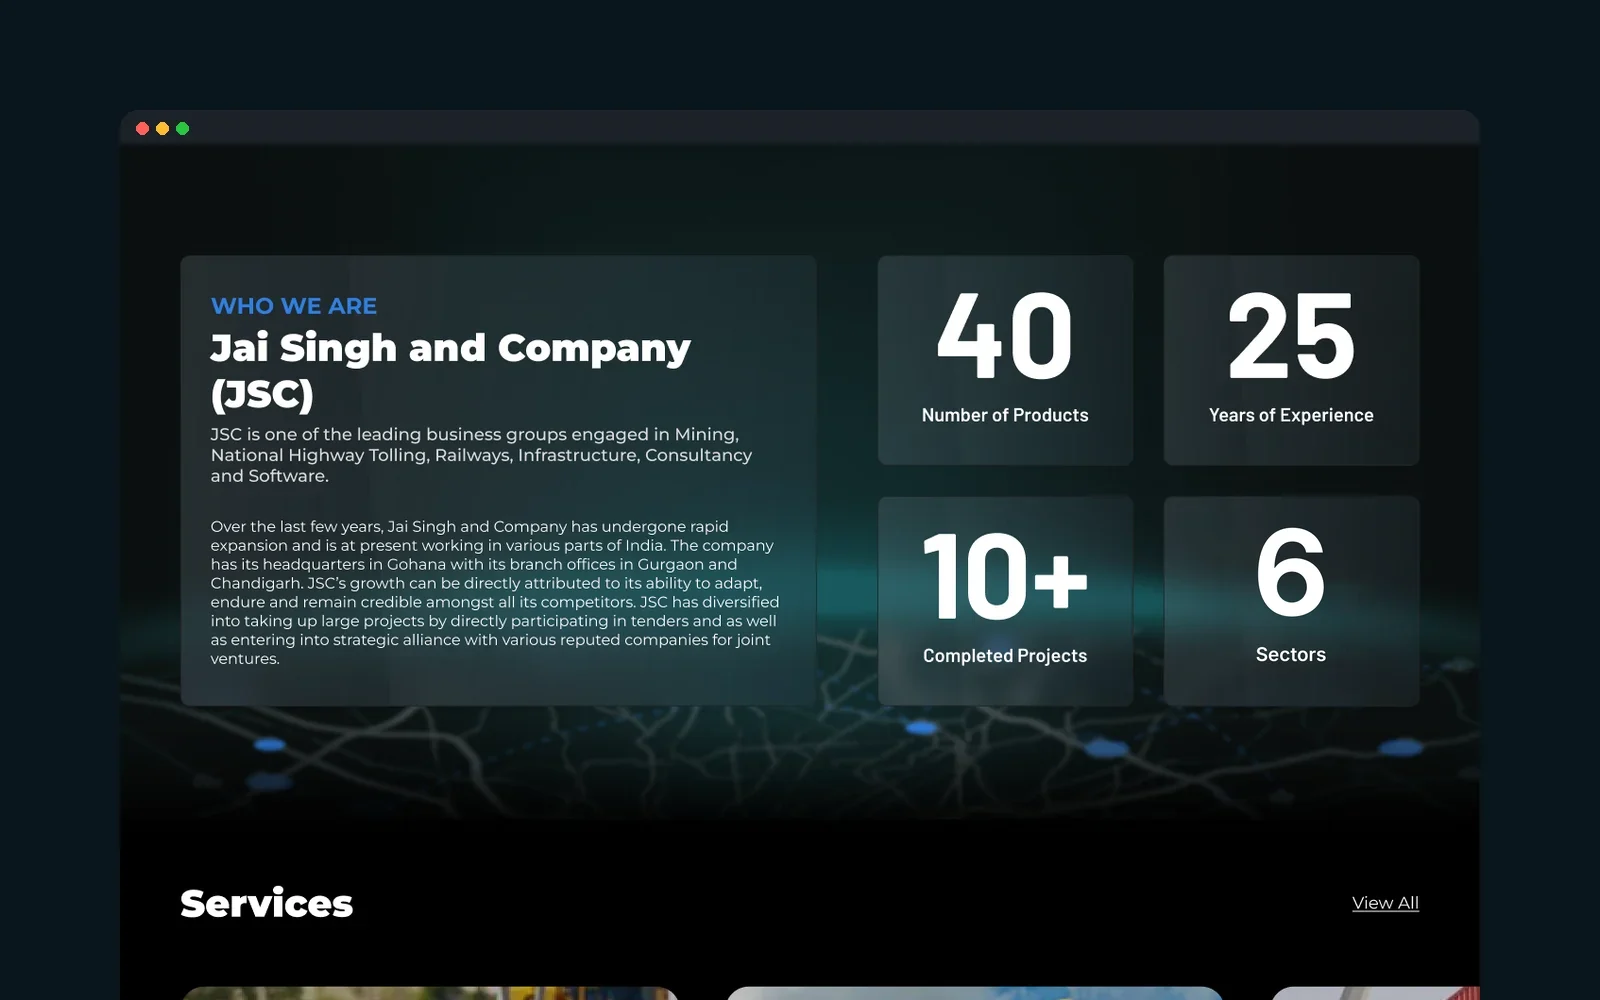 WHO WE ARE
Jai Singh and Company
(JSC)
JSC is one of the leading business groups engaged in Mining,
National Highway Tolling, Railways, Infrastructure, Consultancy
and Software.
Over the last few years, Jai Singh and Company has undergone rapid
expansion and is at present working in various parts of India. The company
has its headquarters in Gohana with its branch offices in Gurgaon and
Chandigarh. JSC’s growth can be directly attributed to its ability to adapt,
endure and remain credible amongst all its competitors. JSC has diversified
into taking up large projects by directly participating in tenders and as well
as entering into strategic alliance with various reputed companies for joint
ventures.
40
Number of Products
25
Years of Experience
10+
Completed Projects
6
Sectors
Services
View All